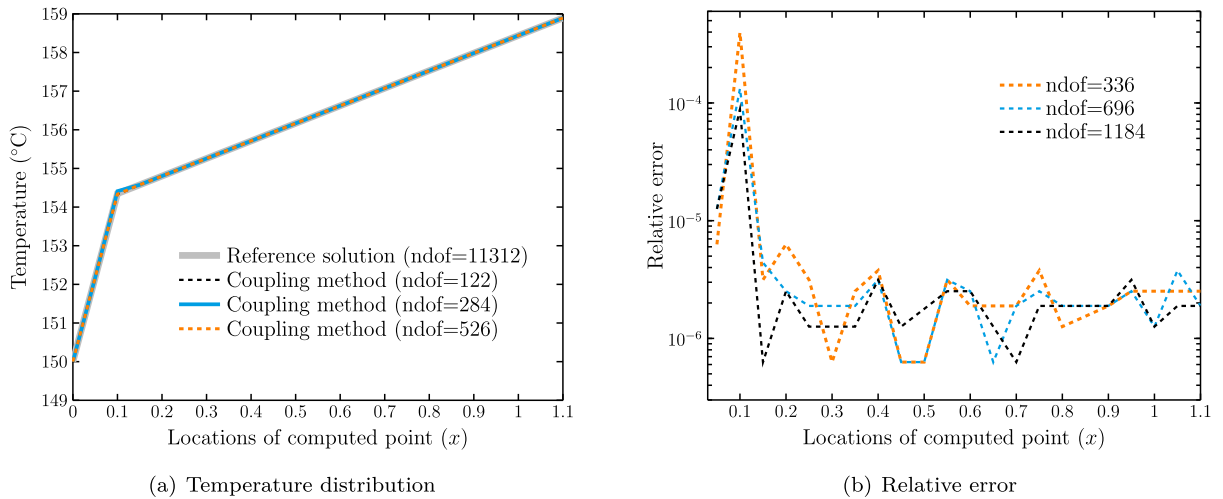 159
158
157
156
155
154
153
152
151
150
149
Temperature (°C)
Reference solution (ndof=11312)
Coupling method (ndof=122)
Coupling method (ndof=284)
Coupling method (ndof=526)
0 0.1 0.2 0.3 0.4 0.5 0.6 0.7 0.8 0.9 1 1.1
Locations of computed point (x)
(a) Temperature distribution
10⁻⁴
10⁻⁵
10⁻⁶
Relative error
ndof=336
ndof=696
ndof=1184
0.1 0.2 0.3 0.4 0.5 0.6 0.7 0.8 0.9 1 1.1
Locations of computed point (x)
(b) Relative error